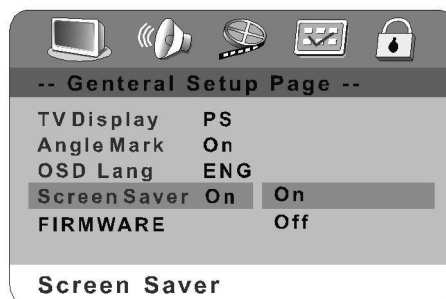 -- Genteral Setup Page --
TV Display PS
Angle Mark On
OSD Lang ENG
Screen Saver On On
FIRMWARE Off
Screen Saver